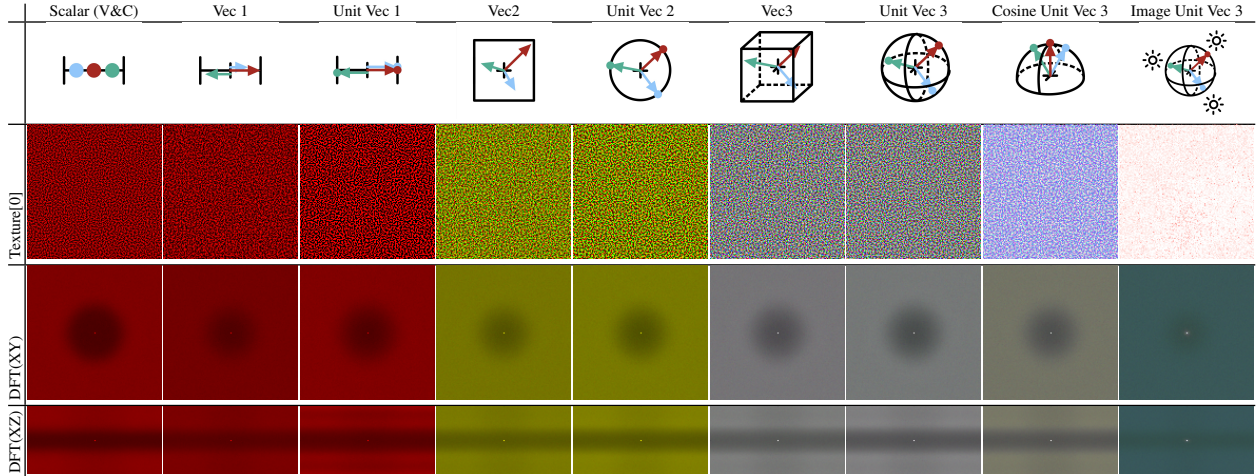 Scalar (V&C) Vec 1 Unit Vec 1 Vec2 Unit Vec 2 Vec3 Unit Vec 3 Cosine Unit Vec 3 Image Unit Vec 3
Texture[0]
DFT(XY)
DFT(XZ)